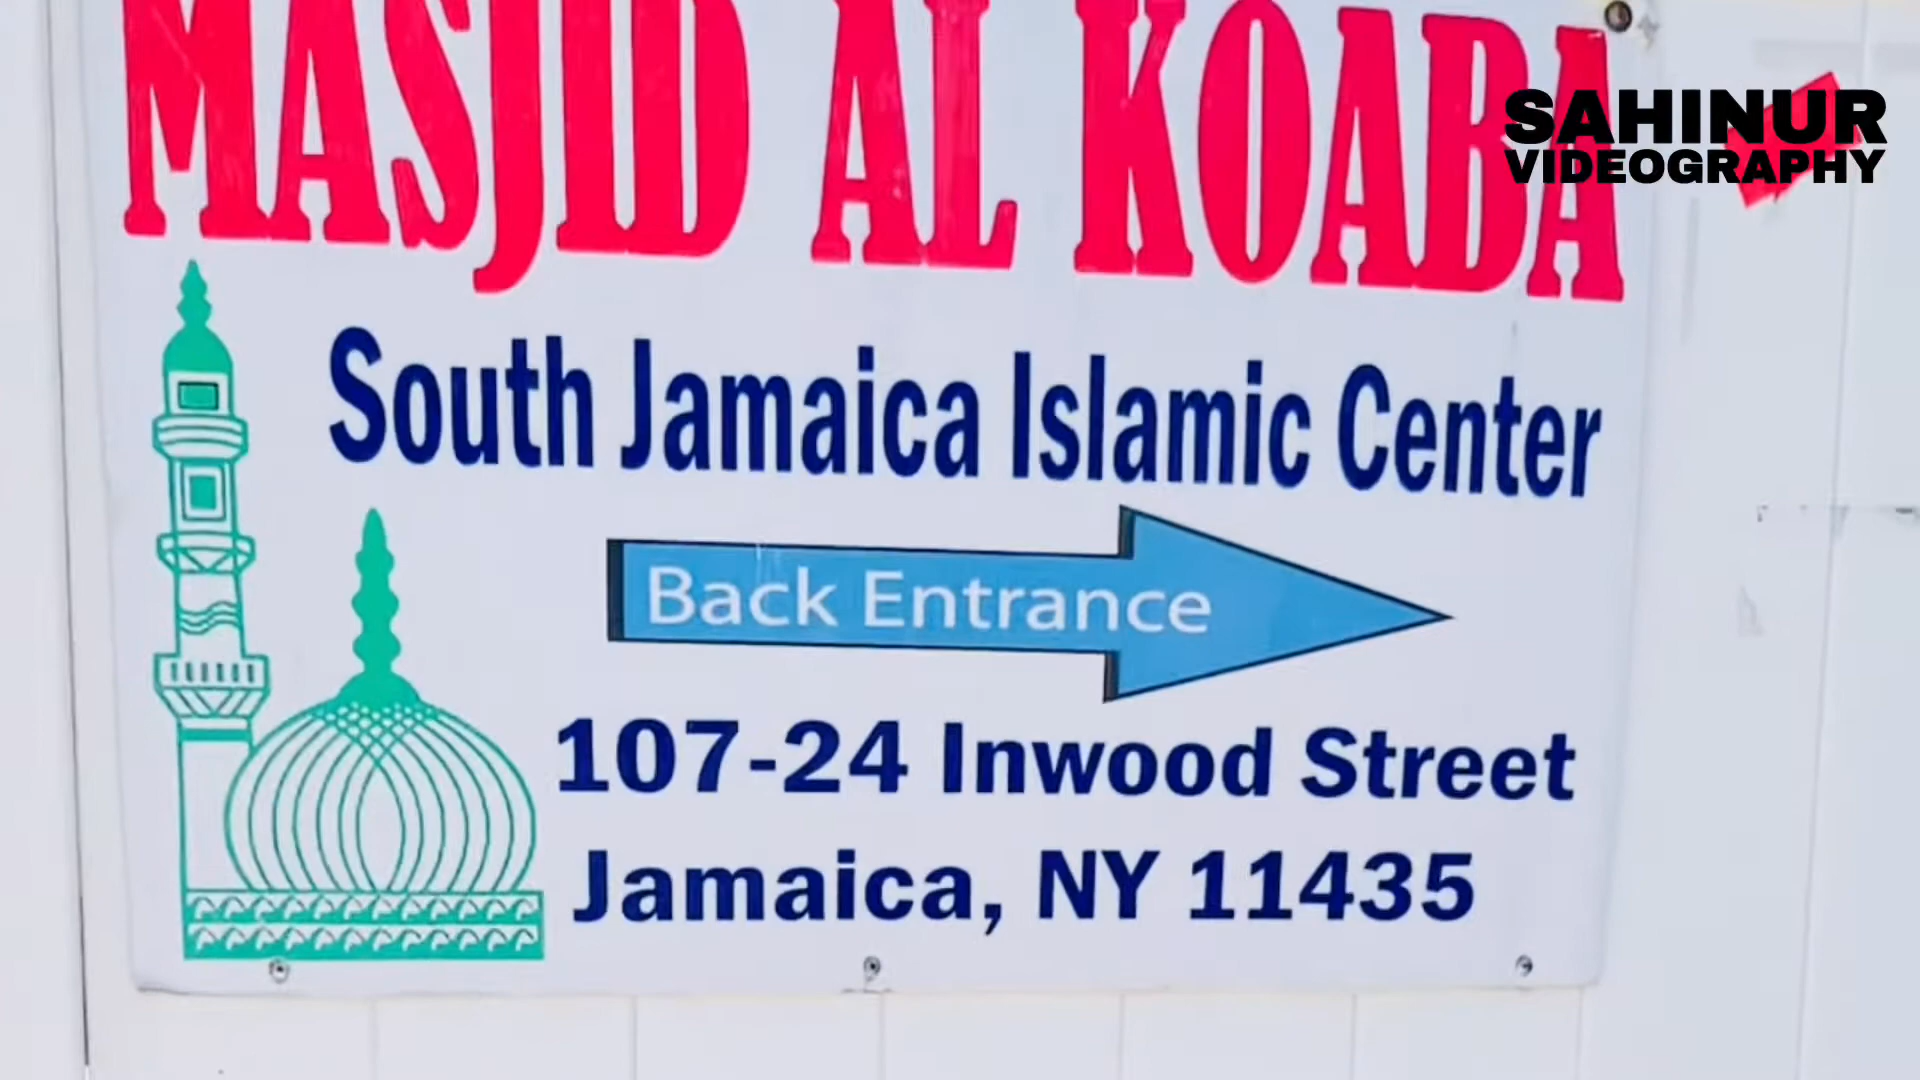 MASJID AL KOABA
SAHINUR
VIDEOGRAPHY
South Jamaica Islamic Center
Back Entrance
107-24 Inwood Street
Jamaica, NY 11435